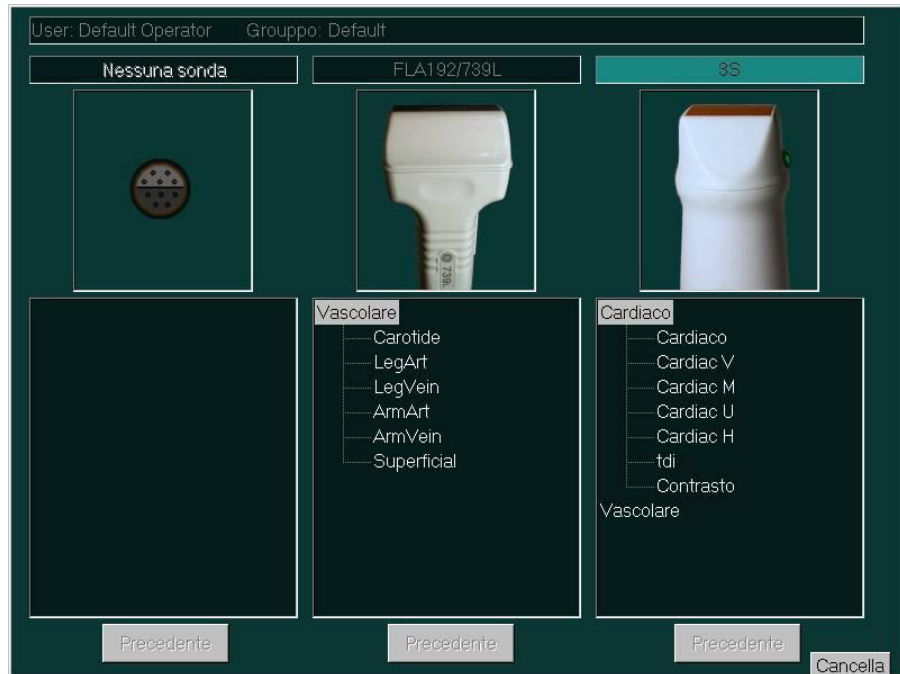 User: Default Operator Grouppo: Default
Nessuna sonda
FLA192/739L
3S
739L
Vascolare
Carotide
LegArt
LegVein
ArmArt
ArmVein
Superficial
Cardiaco
Cardiaco
Cardiac V
Cardiac M
Cardiac U
Cardiac H
tdi
Contrasto
Vascolare
Precedente
Precedente
Precedente
Cancella